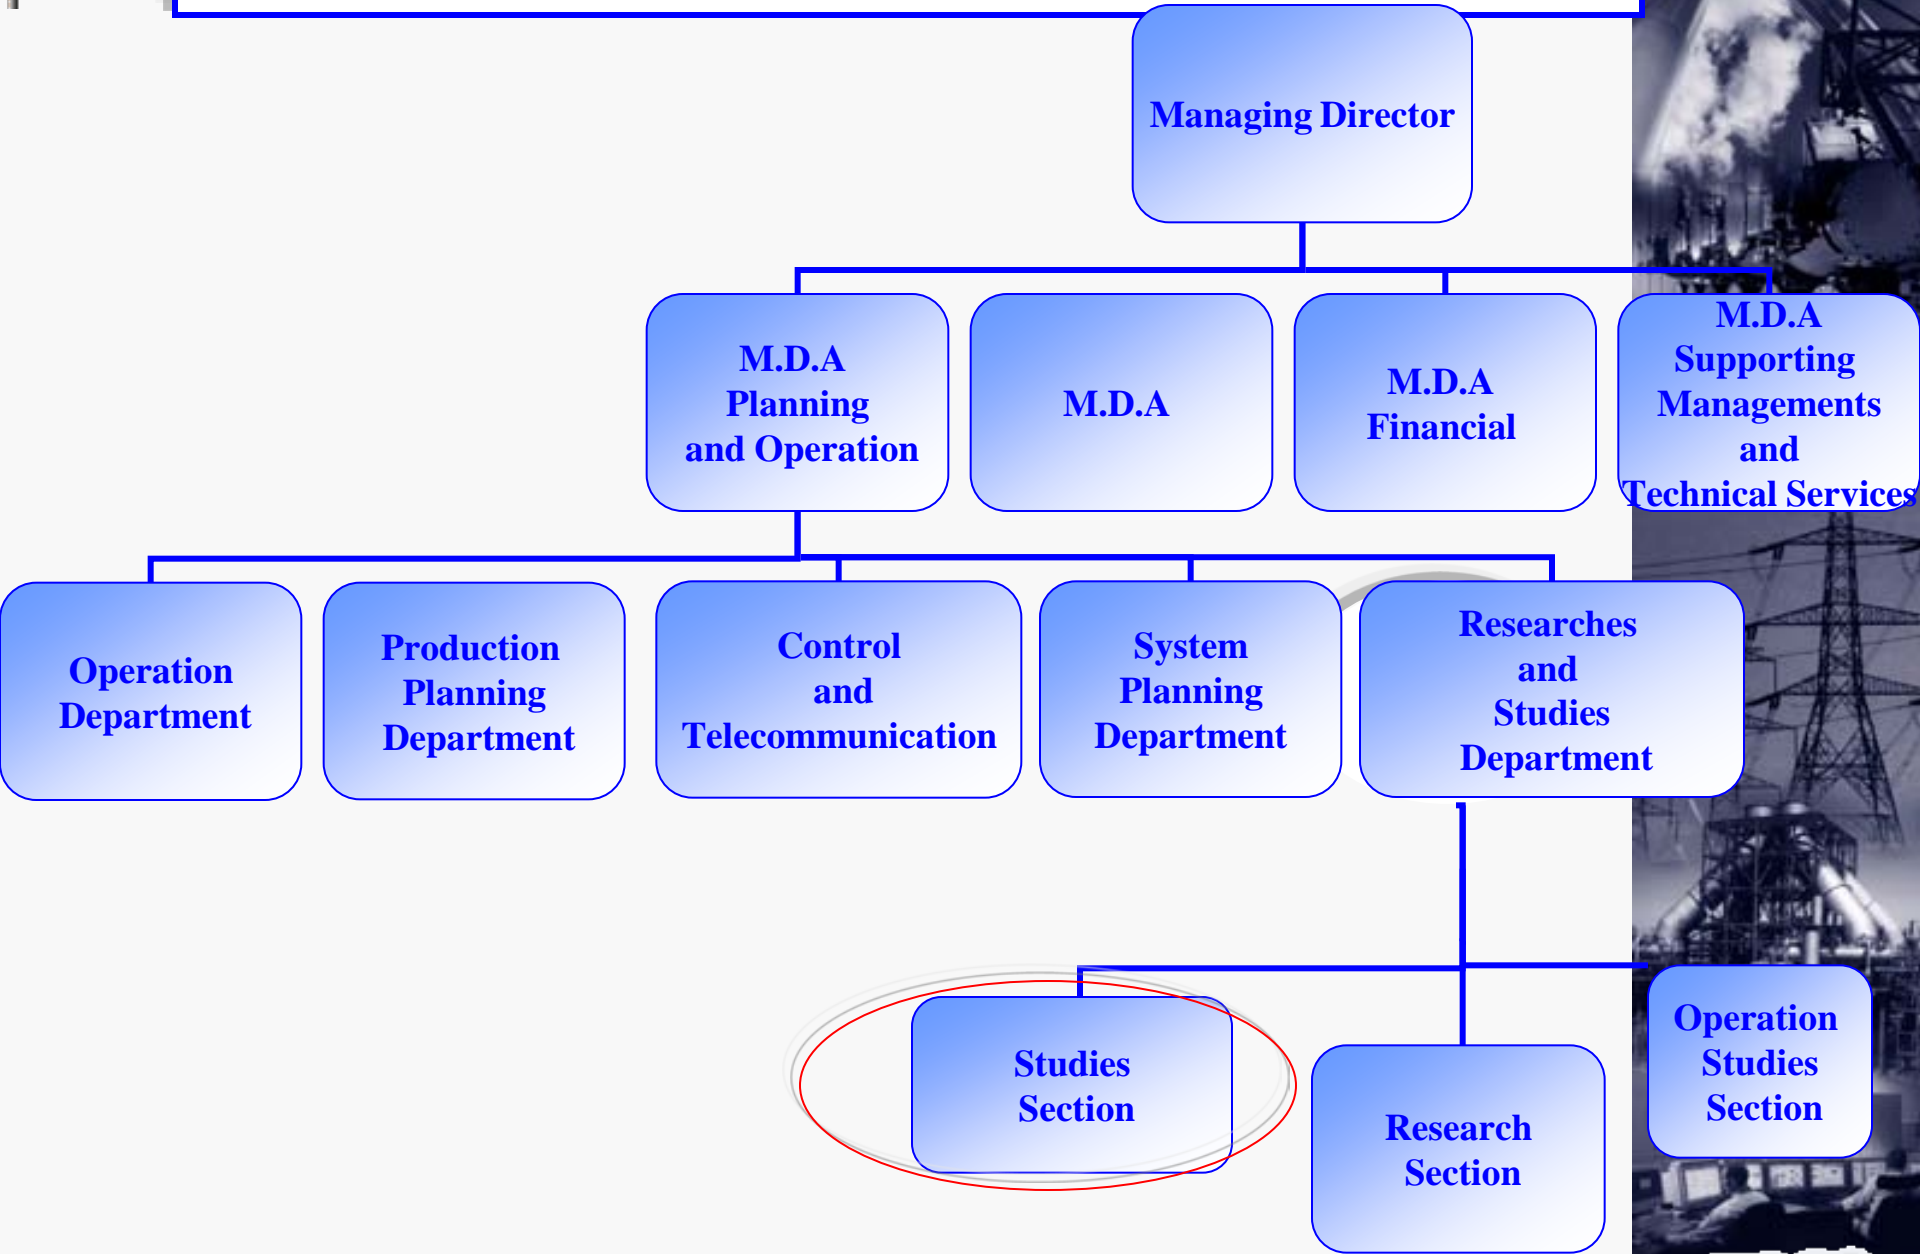 Managing Director
M.D.A
Planning
and Operation
M.D.A
M.D.A
Financial
M.D.A
Supporting
Managements
and
Technical Services
Operation
Department
Production
Planning
Department
Control
and
Telecommunication
System
Planning
Department
Researches
and
Studies
Department
Studies
Section
Research
Section
Operation
Studies
Section